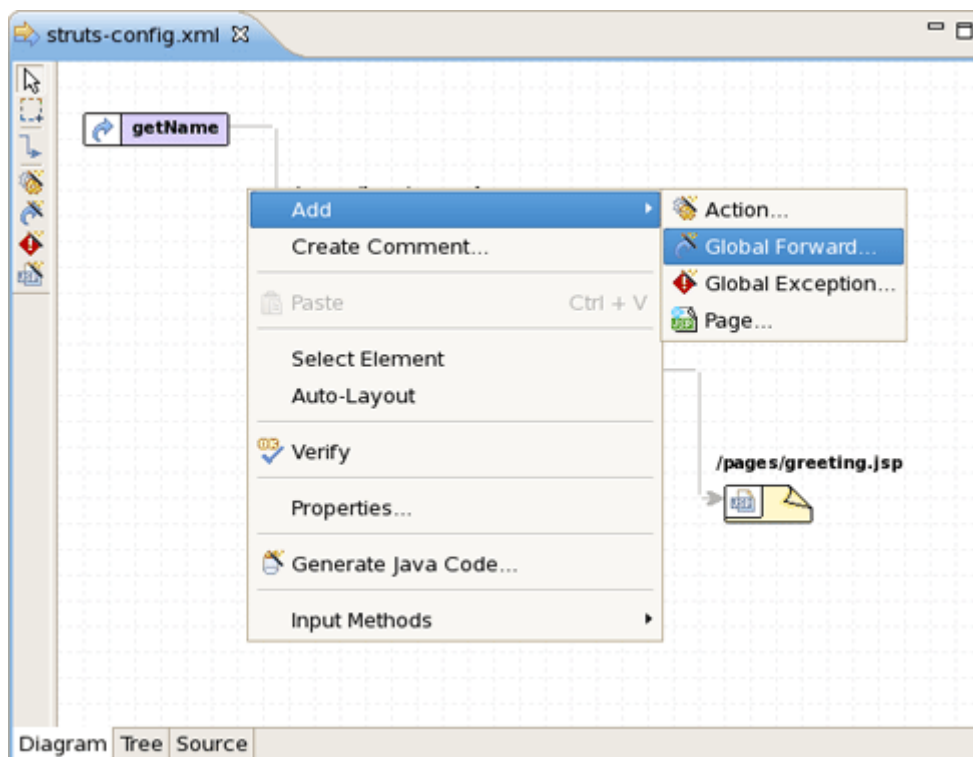 struts-config.xml
getName
Add
Create Comment...
Paste Ctrl + V
Select Element
Auto-Layout
Verify
Properties...
Generate Java Code...
Input Methods
Action...
Global Forward...
Global Exception...
Page...
/pages/greeting.jsp
Diagram Tree Source